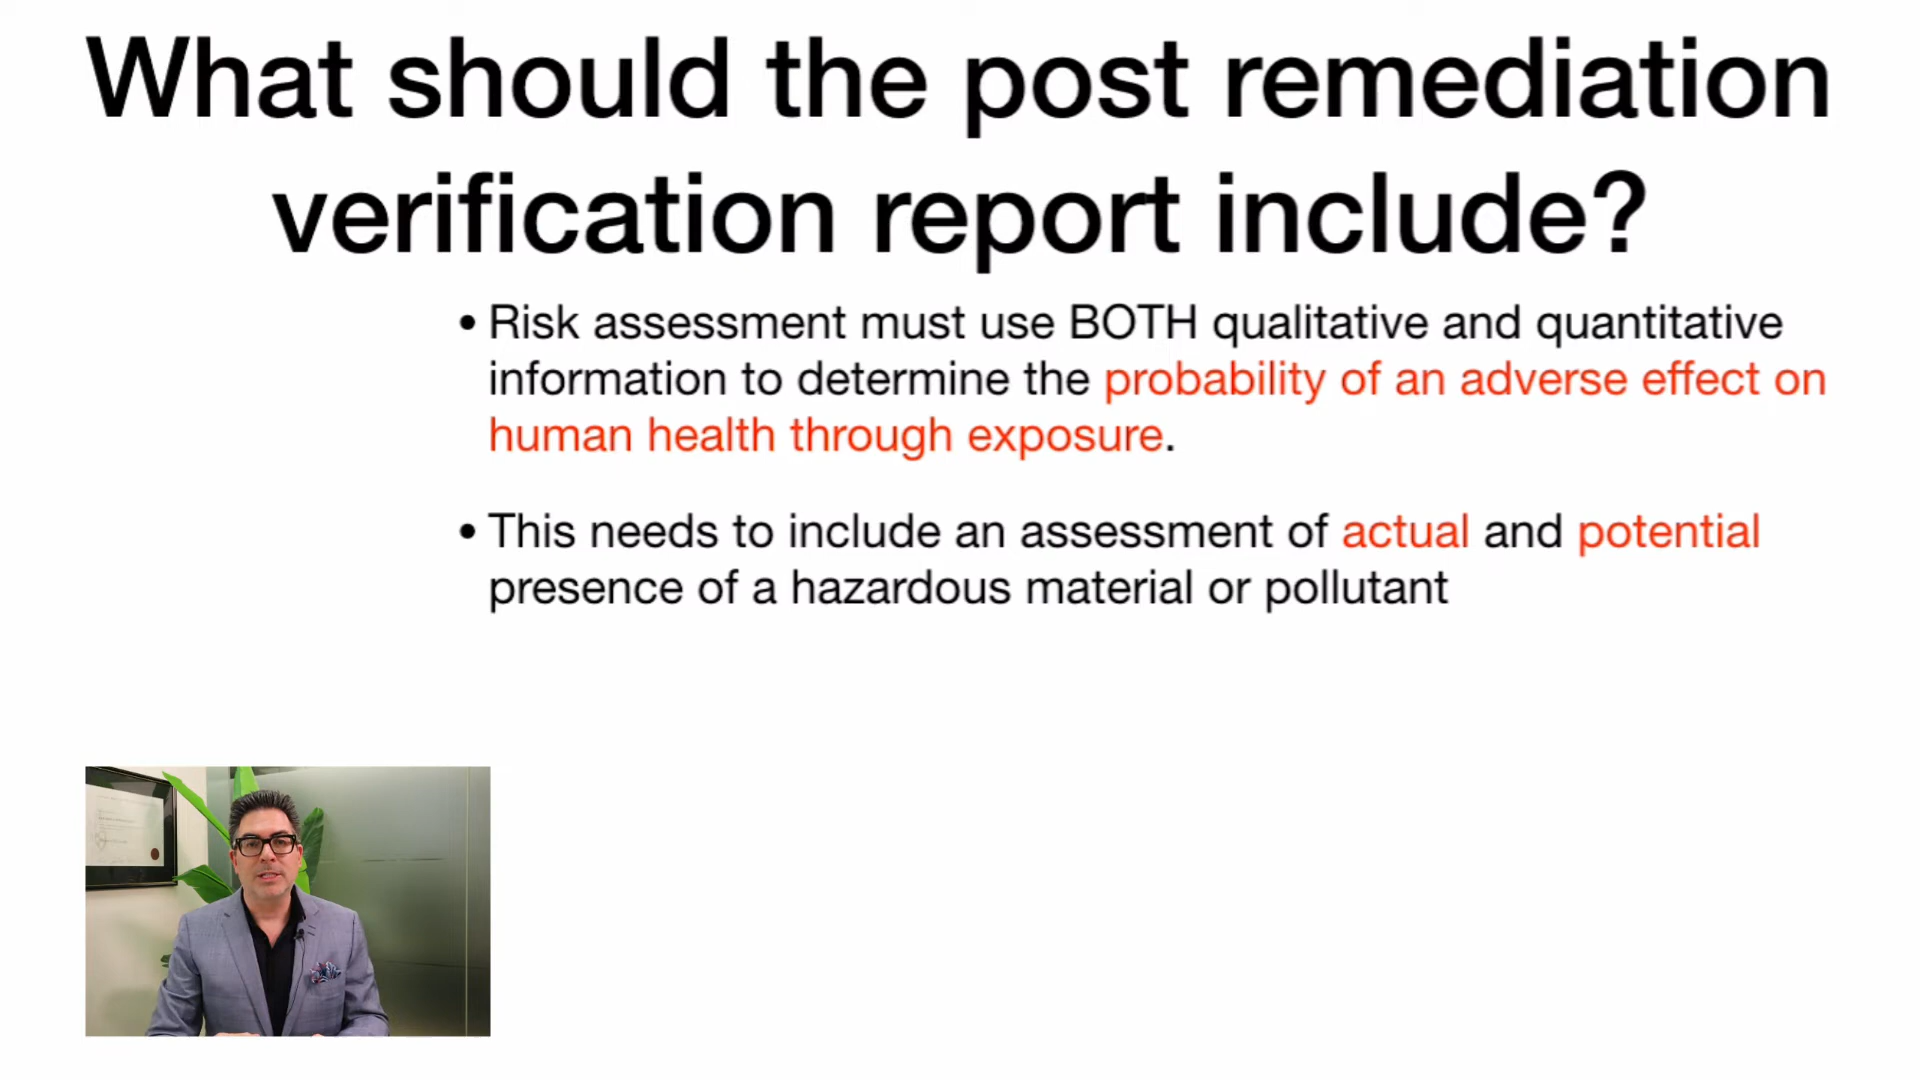 What should the post remediation
verification report include?
• Risk assessment must use BOTH qualitative and quantitative
information to determine the probability of an adverse effect on
human health through exposure.
• This needs to include an assessment of actual and potential
presence of a hazardous material or pollutant